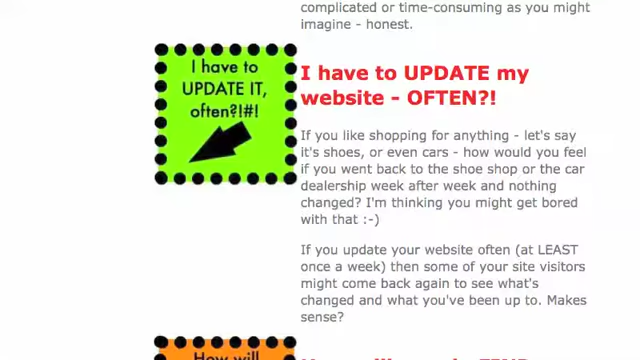 complicated or time-consuming as you might
imagine - honest.
I have to
UPDATE IT,
often?!#!
I have to UPDATE my
website - OFTEN?!
If you like shopping for anything - let's say
it's shoes, or even cars - how would you feel
if you went back to the shoe shop or the car
dealership week after week and nothing
changed? I'm thinking you might get bored
with that :-)
If you update your website often (at LEAST
once a week) then some of your site visitors
might come back again to see what's
changed and what you've been up to. Makes
sense?
How will